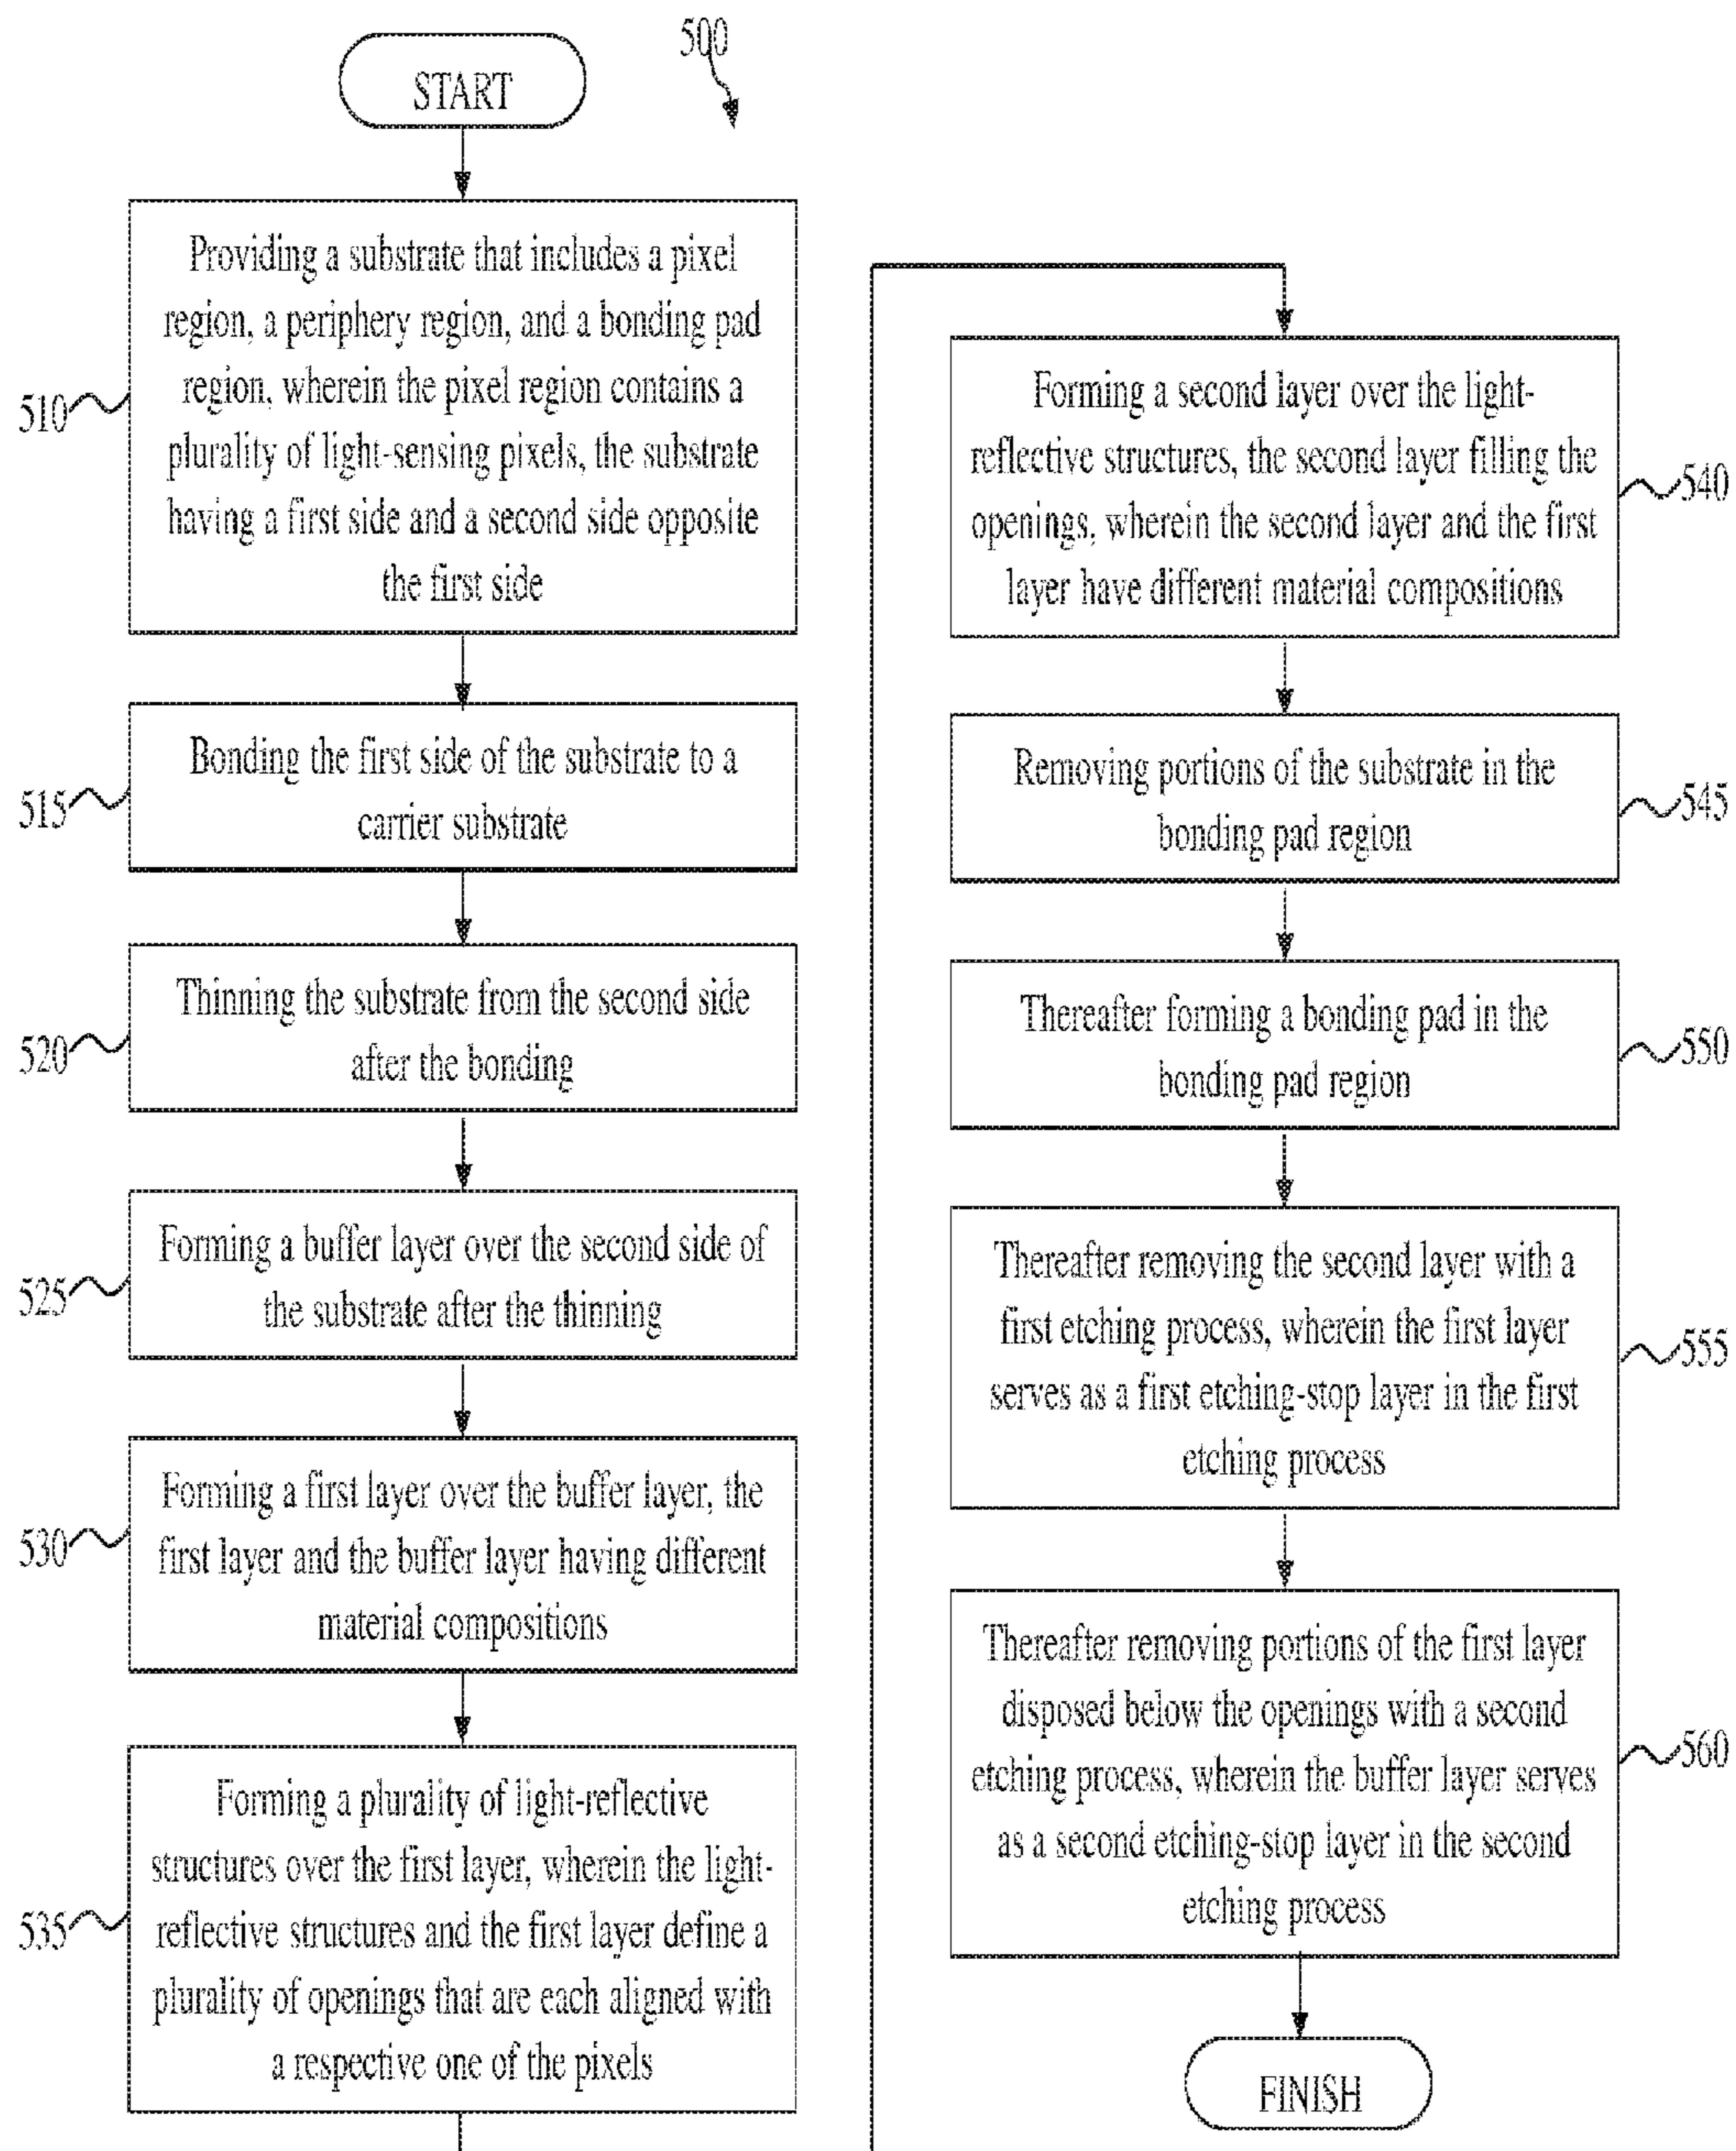 500
START
510
Providing a substrate that includes a pixel
region, a periphery region, and a bonding pad
region, wherein the pixel region contains a
plurality of light-sensing pixels, the substrate
having a first side and a second side opposite
the first side
515
Bonding the first side of the substrate to a
carrier substrate
520
Thinning the substrate from the second side
after the bonding
525
Forming a buffer layer over the second side of
the substrate after the thinning
530
Forming a first layer over the buffer layer, the
first layer and the buffer layer having different
material compositions
535
Forming a plurality of light-reflective
structures over the first layer, wherein the light-
reflective structures and the first layer define a
plurality of openings that are each aligned with
a respective one of the pixels
Forming a second layer over the light-
reflective structures, the second layer filling the
openings, wherein the second layer and the first
layer have different material compositions
540
Removing portions of the substrate in the
bonding pad region
545
Thereafter forming a bonding pad in the
bonding pad region
550
Thereafter removing the second layer with a
first etching process, wherein the first layer
serves as a first etching-stop layer in the first
etching process
555
Thereafter removing portions of the first layer
disposed below the openings with a second
etching process, wherein the buffer layer serves
as a second etching-stop layer in the second
etching process
560
FINISH